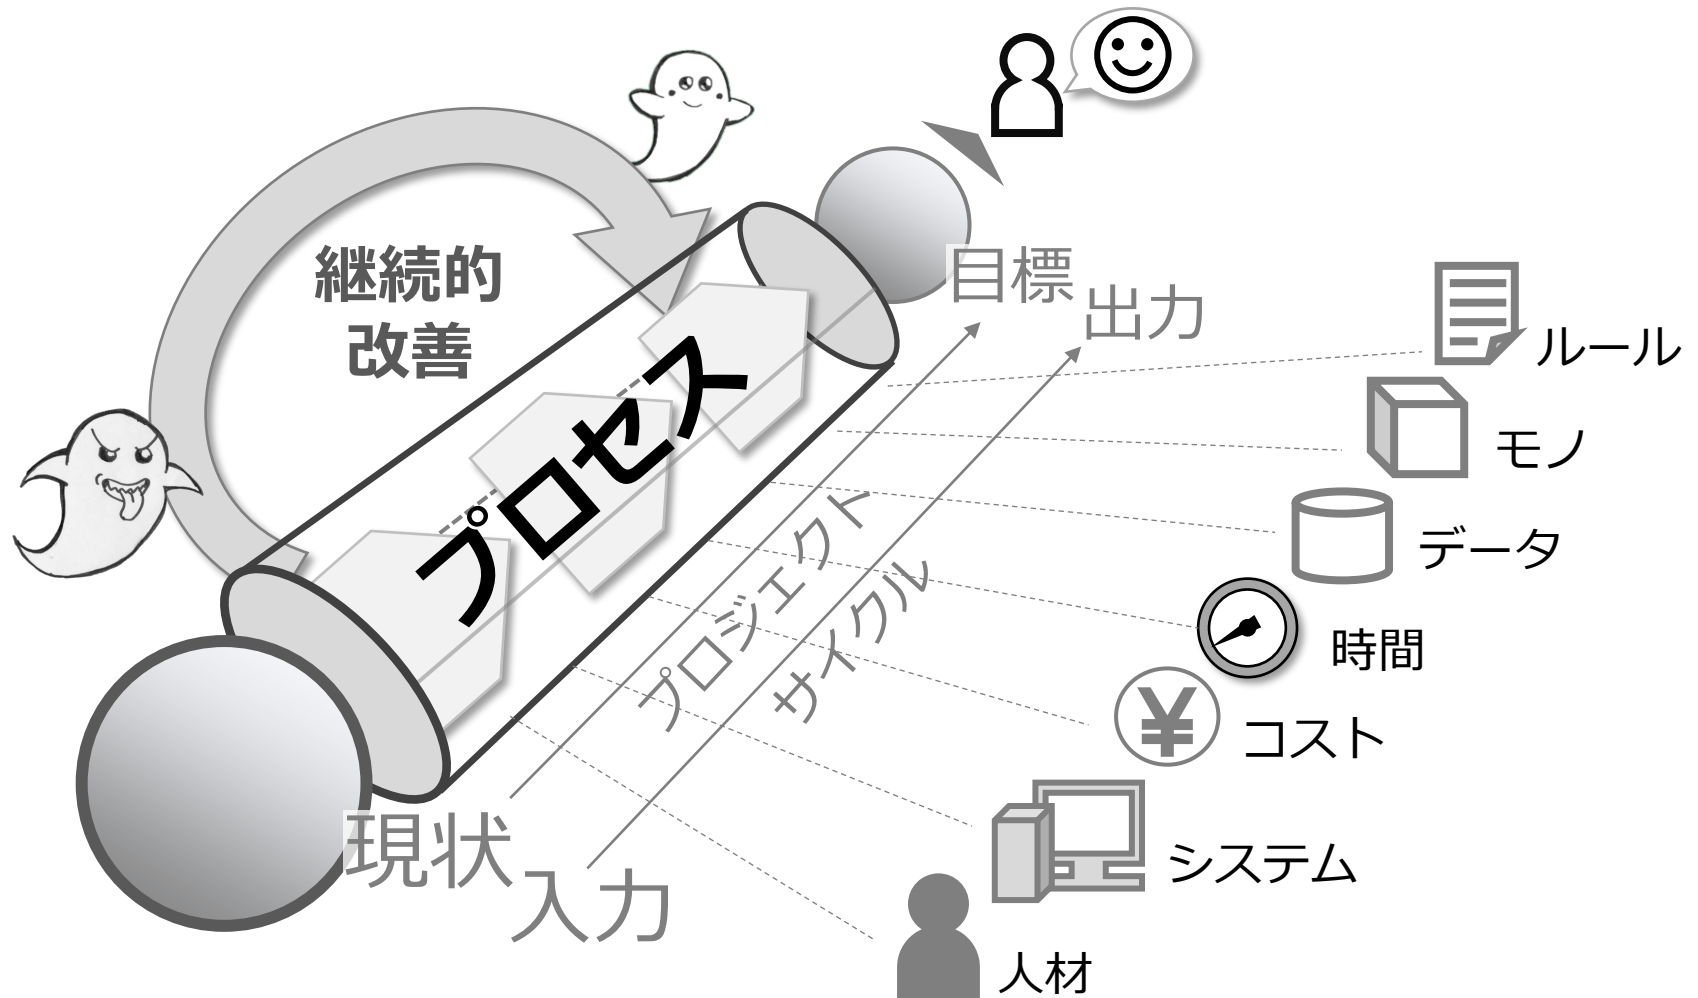 継続的
改善
プロセス
目標
出力
プロジェクト
サイクル
現状
入力
ルール
モノ
データ
時間
¥
コスト
システム
人材